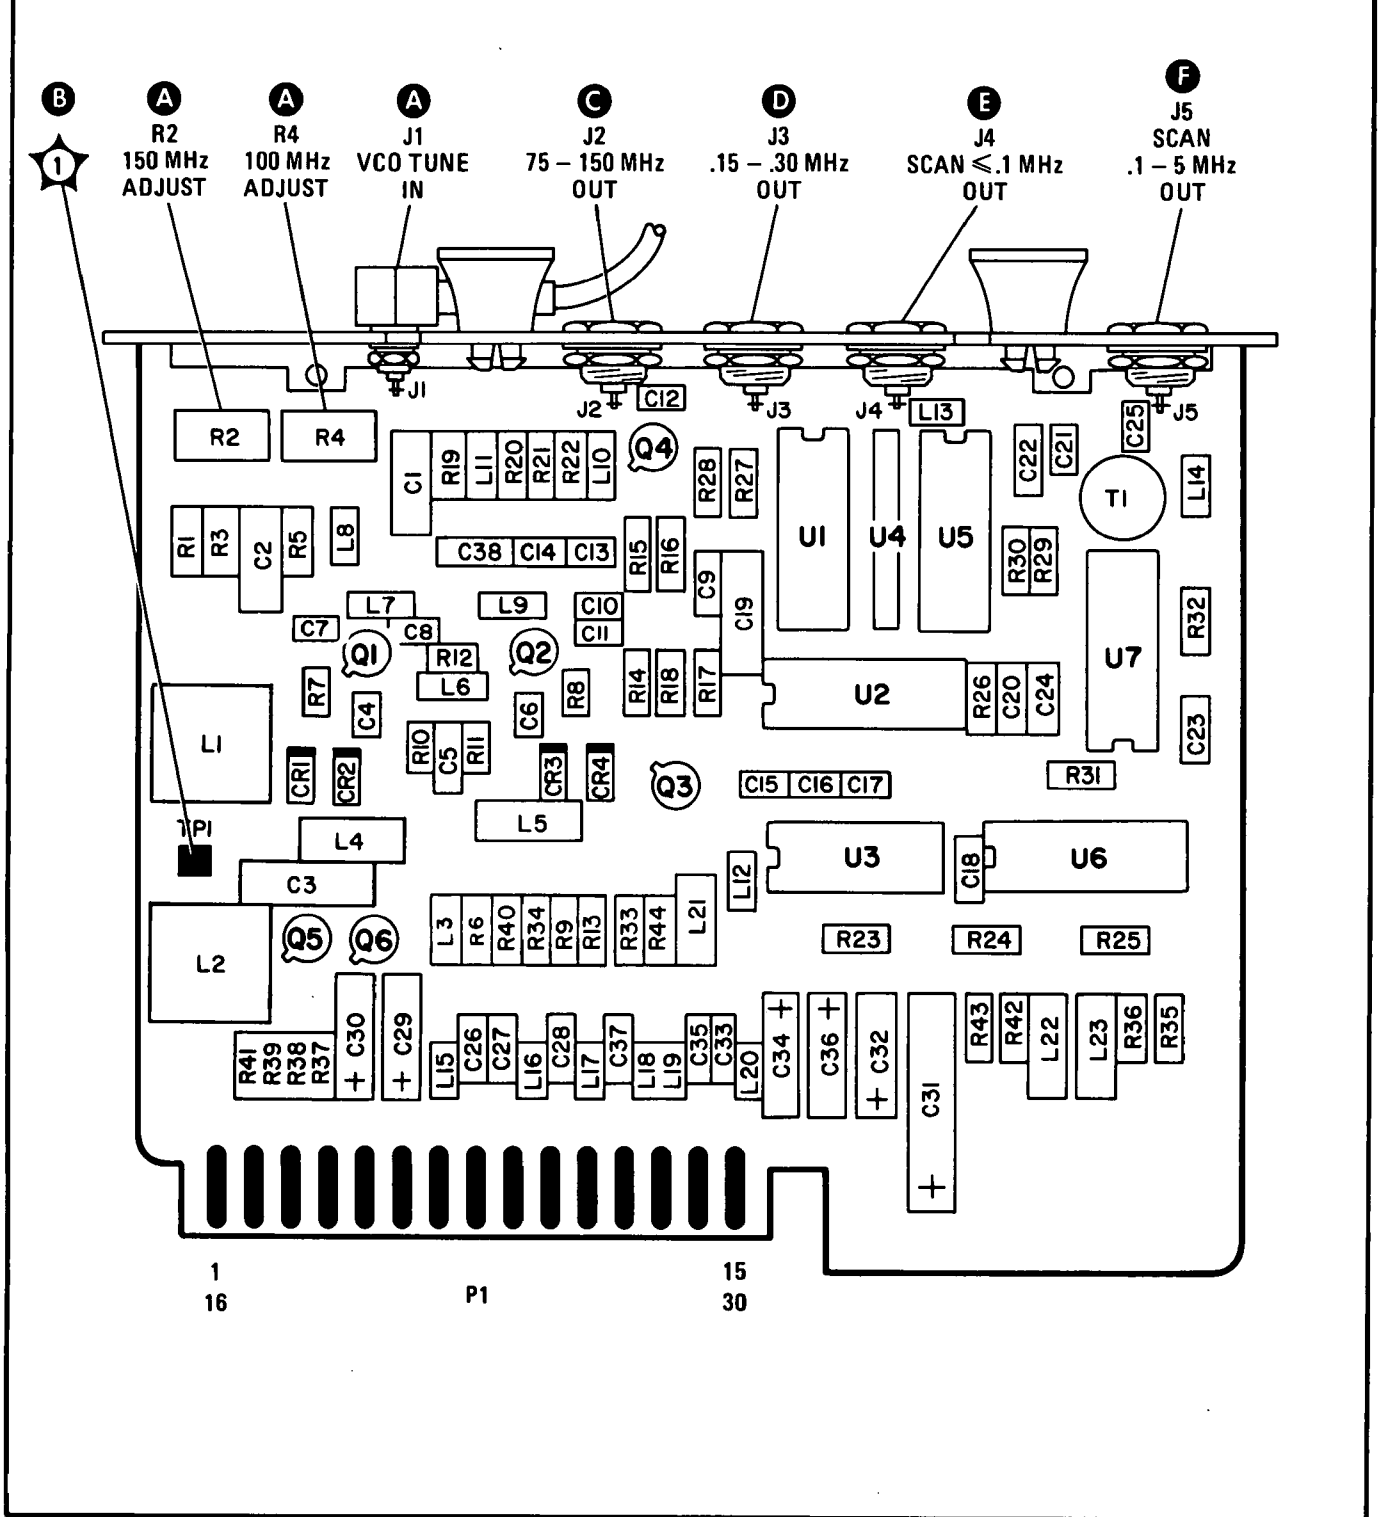 B
1
A
R2
150 MHz
ADJUST
A
R4
100 MHz
ADJUST
A
J1
VCO TUNE
IN
C
J2
75 – 150 MHz
OUT
D
J3
.15 – .30 MHz
OUT
E
J4
SCAN ≤ .1 MHz
OUT
F
J5
SCAN
.1 – 5 MHz
OUT
J1
J2
C12
J3
J4
L13
C25
J5
R2
R4
C1
R19
L11
R20
R21
R22
L10
Q4
R28
R27
U1
U4
U5
C22
C21
T1
L14
R1
R3
C2
R5
L8
C38
C14
C13
R15
R16
C9
C19
R30
R29
L7
L9
C10
C7
C8
C11
R32
Q1
R12
Q2
U7
R7
L6
R8
R14
R18
R17
U2
R26
C20
C24
C4
C6
L1
R10
C5
R11
C23
CR1
CR2
CR3
CR4
Q3
C15
C16
C17
R31
TP1
L4
L5
U3
C18
U6
C3
L12
L2
Q5
Q6
L3
R6
R40
R34
R9
R13
R33
R44
L21
R23
R24
R25
R41
R39
R38
R37
C30
+
C29
+
L15
C26
C27
L16
C28
L17
C37
L18
L19
C35
C33
L20
C34
+
C36
+
C32
+
C31
+
R43
R42
L22
L23
R36
R35
1
15
P1
16
30